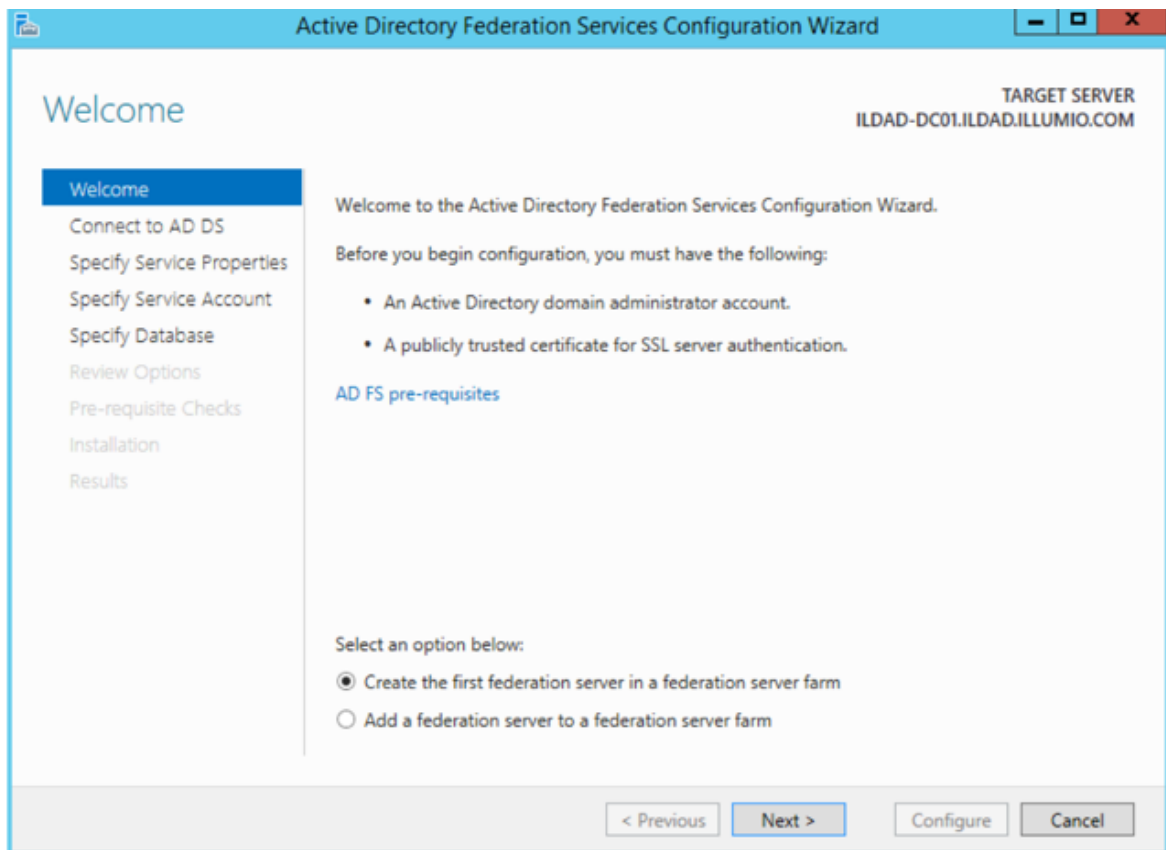 Active Directory Federation Services Configuration Wizard
Welcome
TARGET SERVER
ILDAD-DC01.ILDAD.ILLUMIO.COM
Welcome
Connect to AD DS
Specify Service Properties
Specify Service Account
Specify Database
Review Options
Pre-requisite Checks
Installation
Results
Welcome to the Active Directory Federation Services Configuration Wizard.
Before you begin configuration, you must have the following:
• An Active Directory domain administrator account.
• A publicly trusted certificate for SSL server authentication.
AD FS pre-requisites
Select an option below:
Create the first federation server in a federation server farm
Add a federation server to a federation server farm
< Previous Next > Configure Cancel